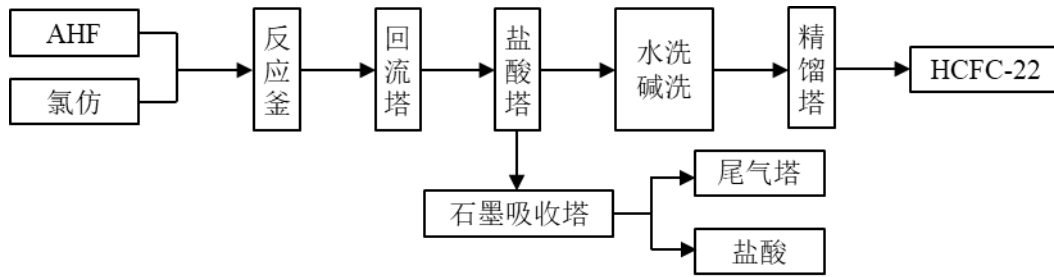 AHF
氯仿
反应釜
回流塔
盐酸塔
水洗
碱洗
精馏塔
HCFC-22
石墨吸收塔
尾气塔
盐酸